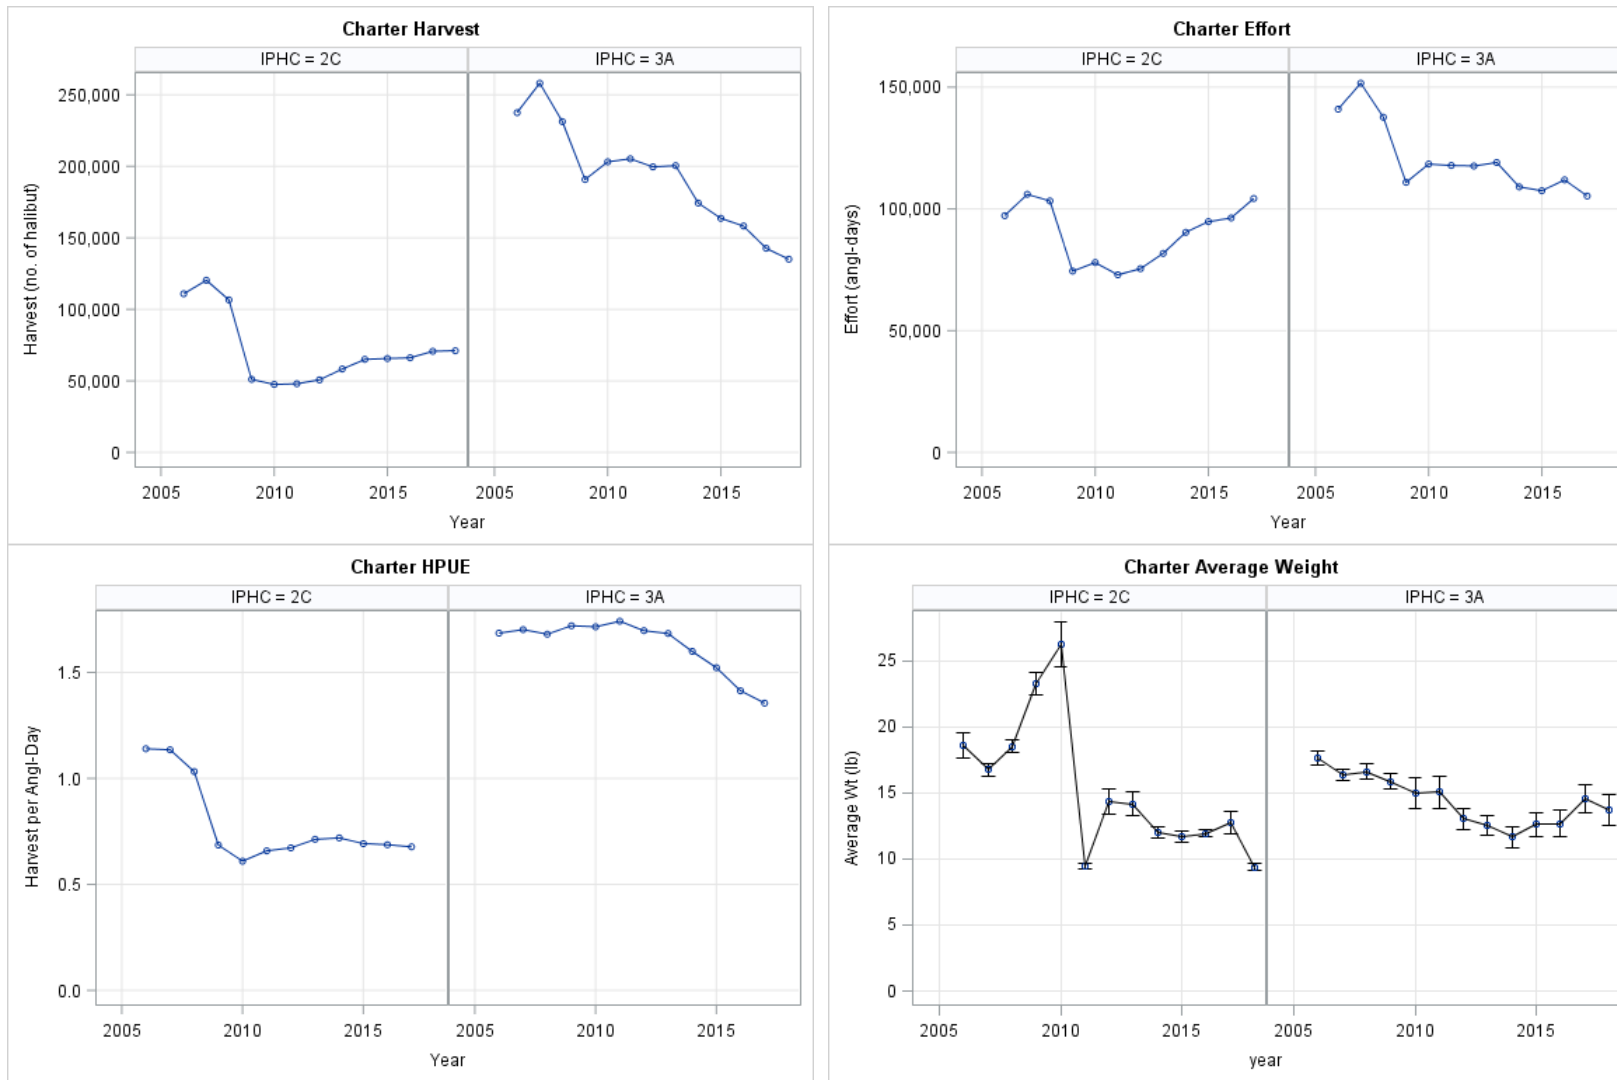 Charter Harvest
IPHC = 2C IPHC = 3A
Harvest (no. of halibut)
250,000
200,000
150,000
100,000
50,000
0
2005 2010 2015 2005 2010 2015
Year
Charter Effort
IPHC = 2C IPHC = 3A
Effort (angl-days)
150,000
100,000
50,000
0
2005 2010 2015 2005 2010 2015
Year
Charter HPUE
IPHC = 2C IPHC = 3A
Harvest per Angl-Day
1.5
1.0
0.5
0.0
2005 2010 2015 2005 2010 2015
Year
Charter Average Weight
IPHC = 2C IPHC = 3A
Average Wt (lb)
25
20
15
10
5
0
2005 2010 2015 2005 2010 2015
year